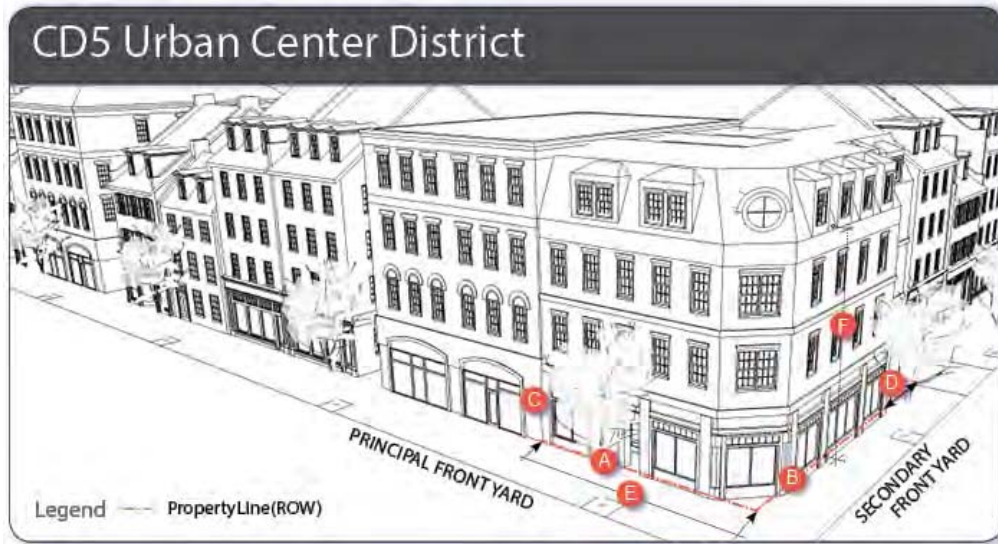 CD5 Urban Center District
F
D
C
A
B
E
PRINCIPAL FRONT YARD
SECONDARY
FRONT YARD
Legend PropertyLine(ROW)